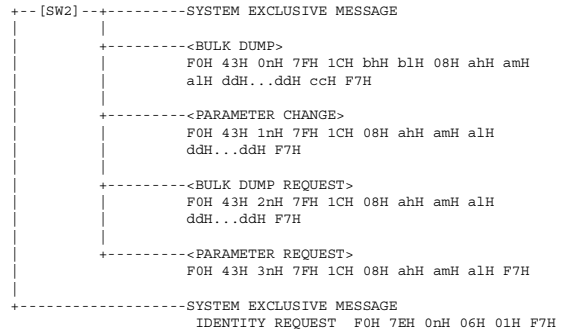 +--[SW2]--+---------SYSTEM EXCLUSIVE MESSAGE
| |
| +---------<BULK DUMP>
| | F0H 43H 0nH 7FH 1CH bhH blH 08H ahH amH
| | alH ddH...ddH ccH F7H
| |
| +---------<PARAMETER CHANGE>
| | F0H 43H 1nH 7FH 1CH 08H ahH amH alH
| | ddH...ddH F7H
| |
| +---------<BULK DUMP REQUEST>
| | F0H 43H 2nH 7FH 1CH 08H ahH amH alH
| | ddH...ddH F7H
| |
| +---------<PARAMETER REQUEST>
| F0H 43H 3nH 7FH 1CH 08H ahH amH alH F7H
|
+-------------------SYSTEM EXCLUSIVE MESSAGE
IDENTITY REQUEST F0H 7EH 0nH 06H 01H F7H